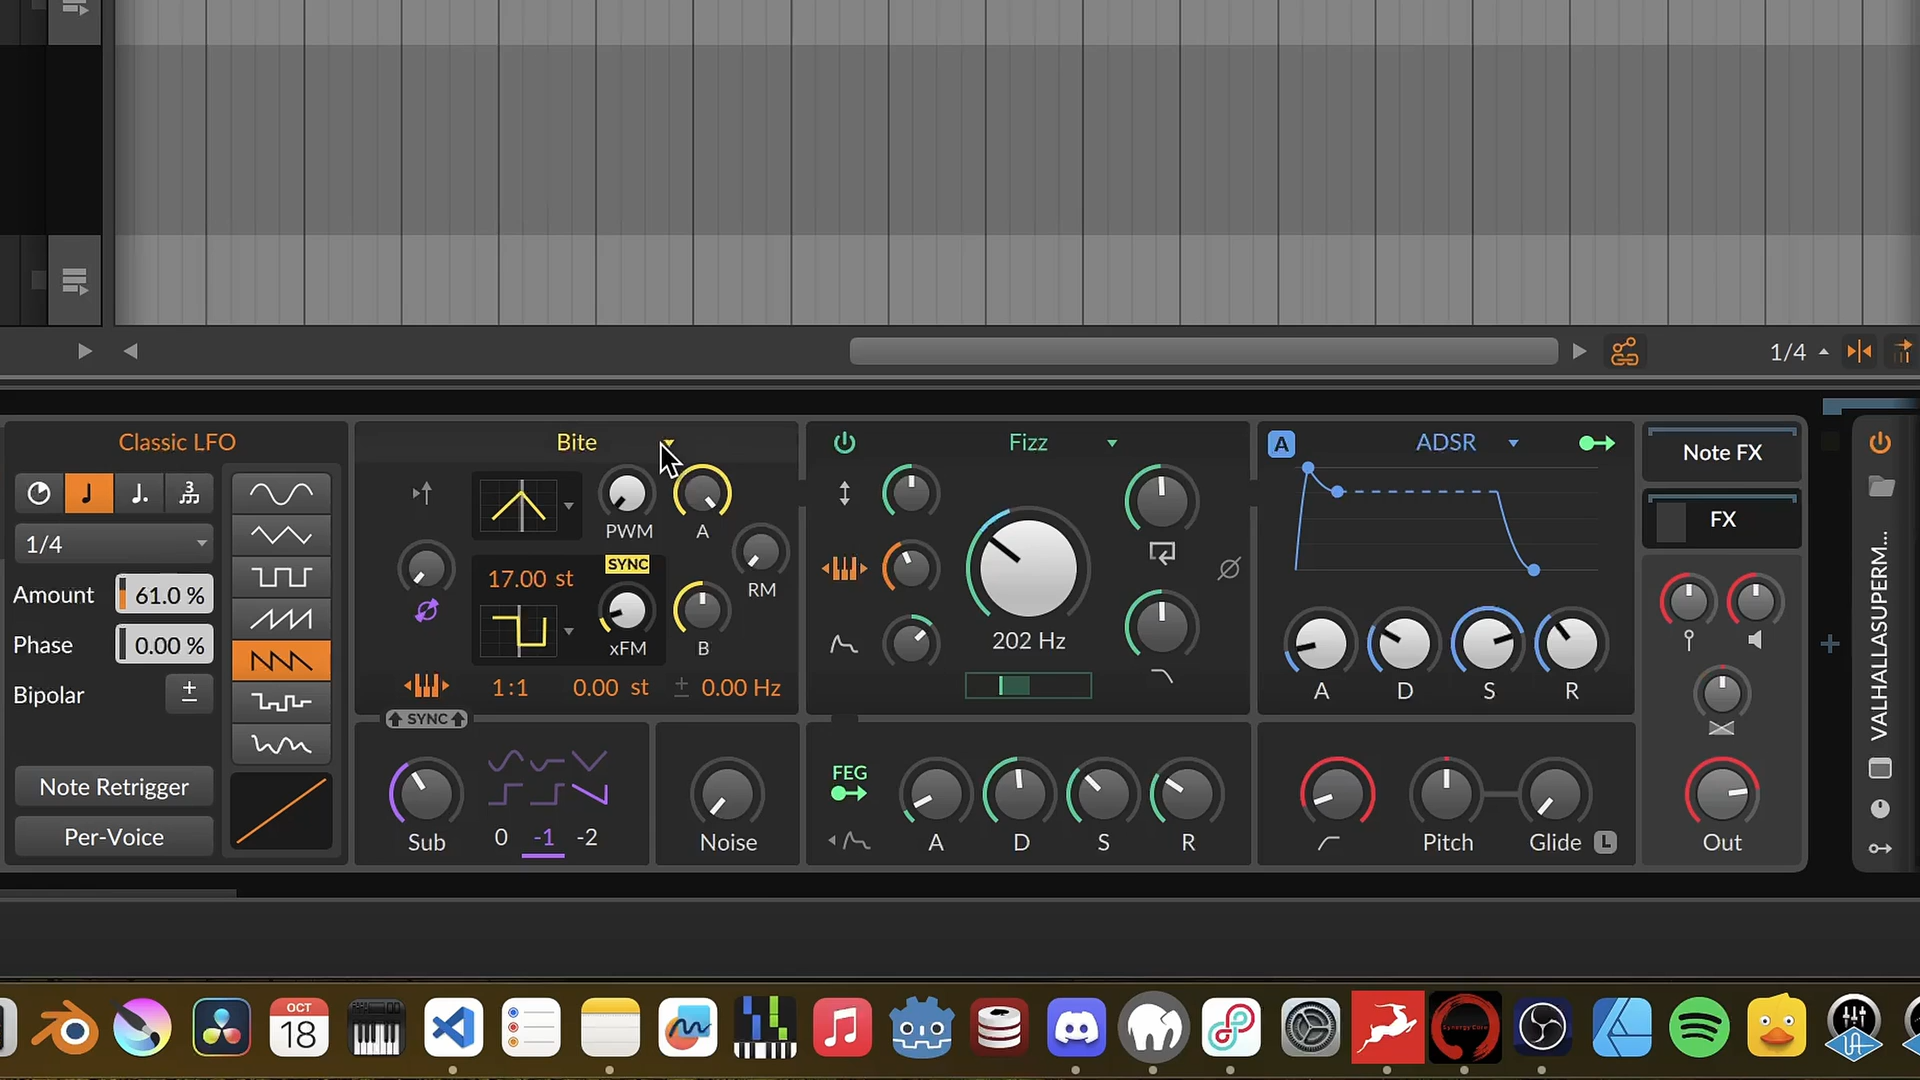 1/4
Classic LFO
1/4
Amount 61.0 %
Phase 0.00 %
Bipolar ±
Note Retrigger
Per-Voice
Bite
PWM
A
SYNC
17.00 st
RM
xFM
B
1:1 0.00 st ± 0.00 Hz
SYNC
Sub
0 -1 -2
Noise
Fizz
202 Hz
FEG
A D S R
A
ADSR
A D S R
Pitch
Glide L
Note FX
FX
Out
VALHALLASUPERM...
OCT
18
Synergy Core